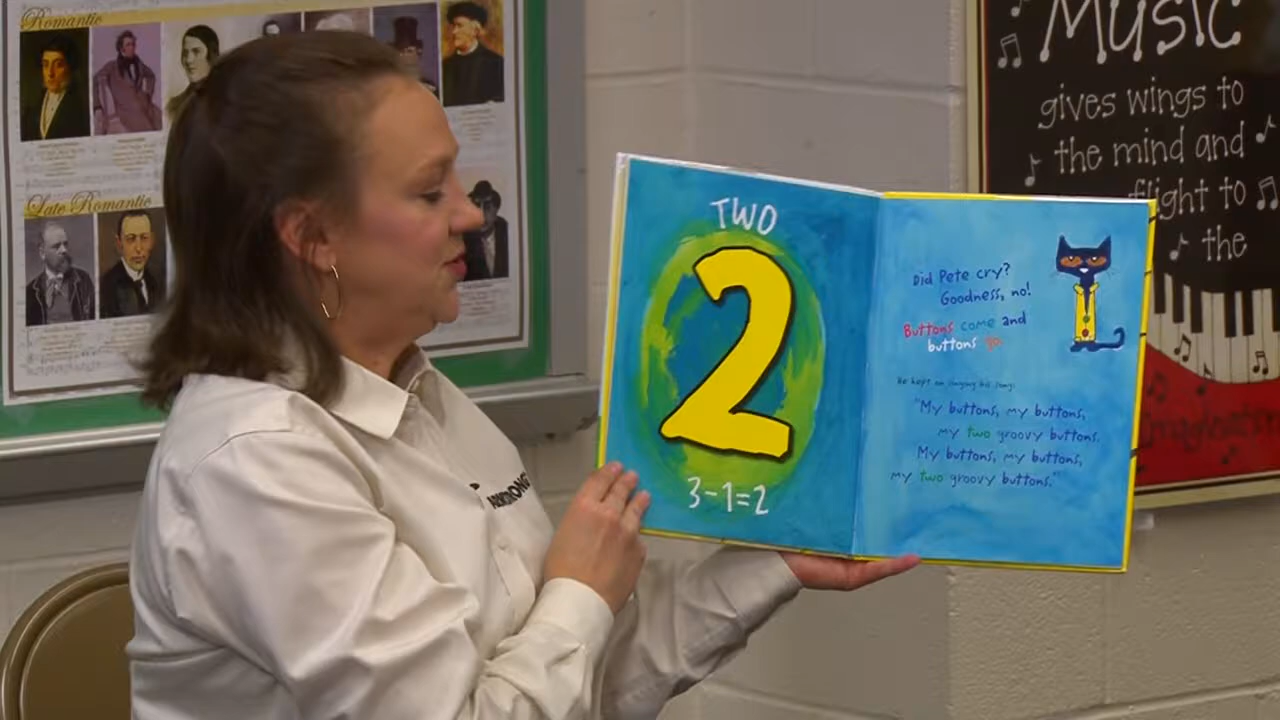 Romantic
Late Romantic
Music
gives wings to
the mind and
flight to
the
TWO
2
3-1=2
Did Pete cry?
Goodness, no!
Buttons come and
buttons go.
He kept on singing his song:
"My buttons, my buttons,
my two groovy buttons.
My buttons, my buttons,
my two groovy buttons."